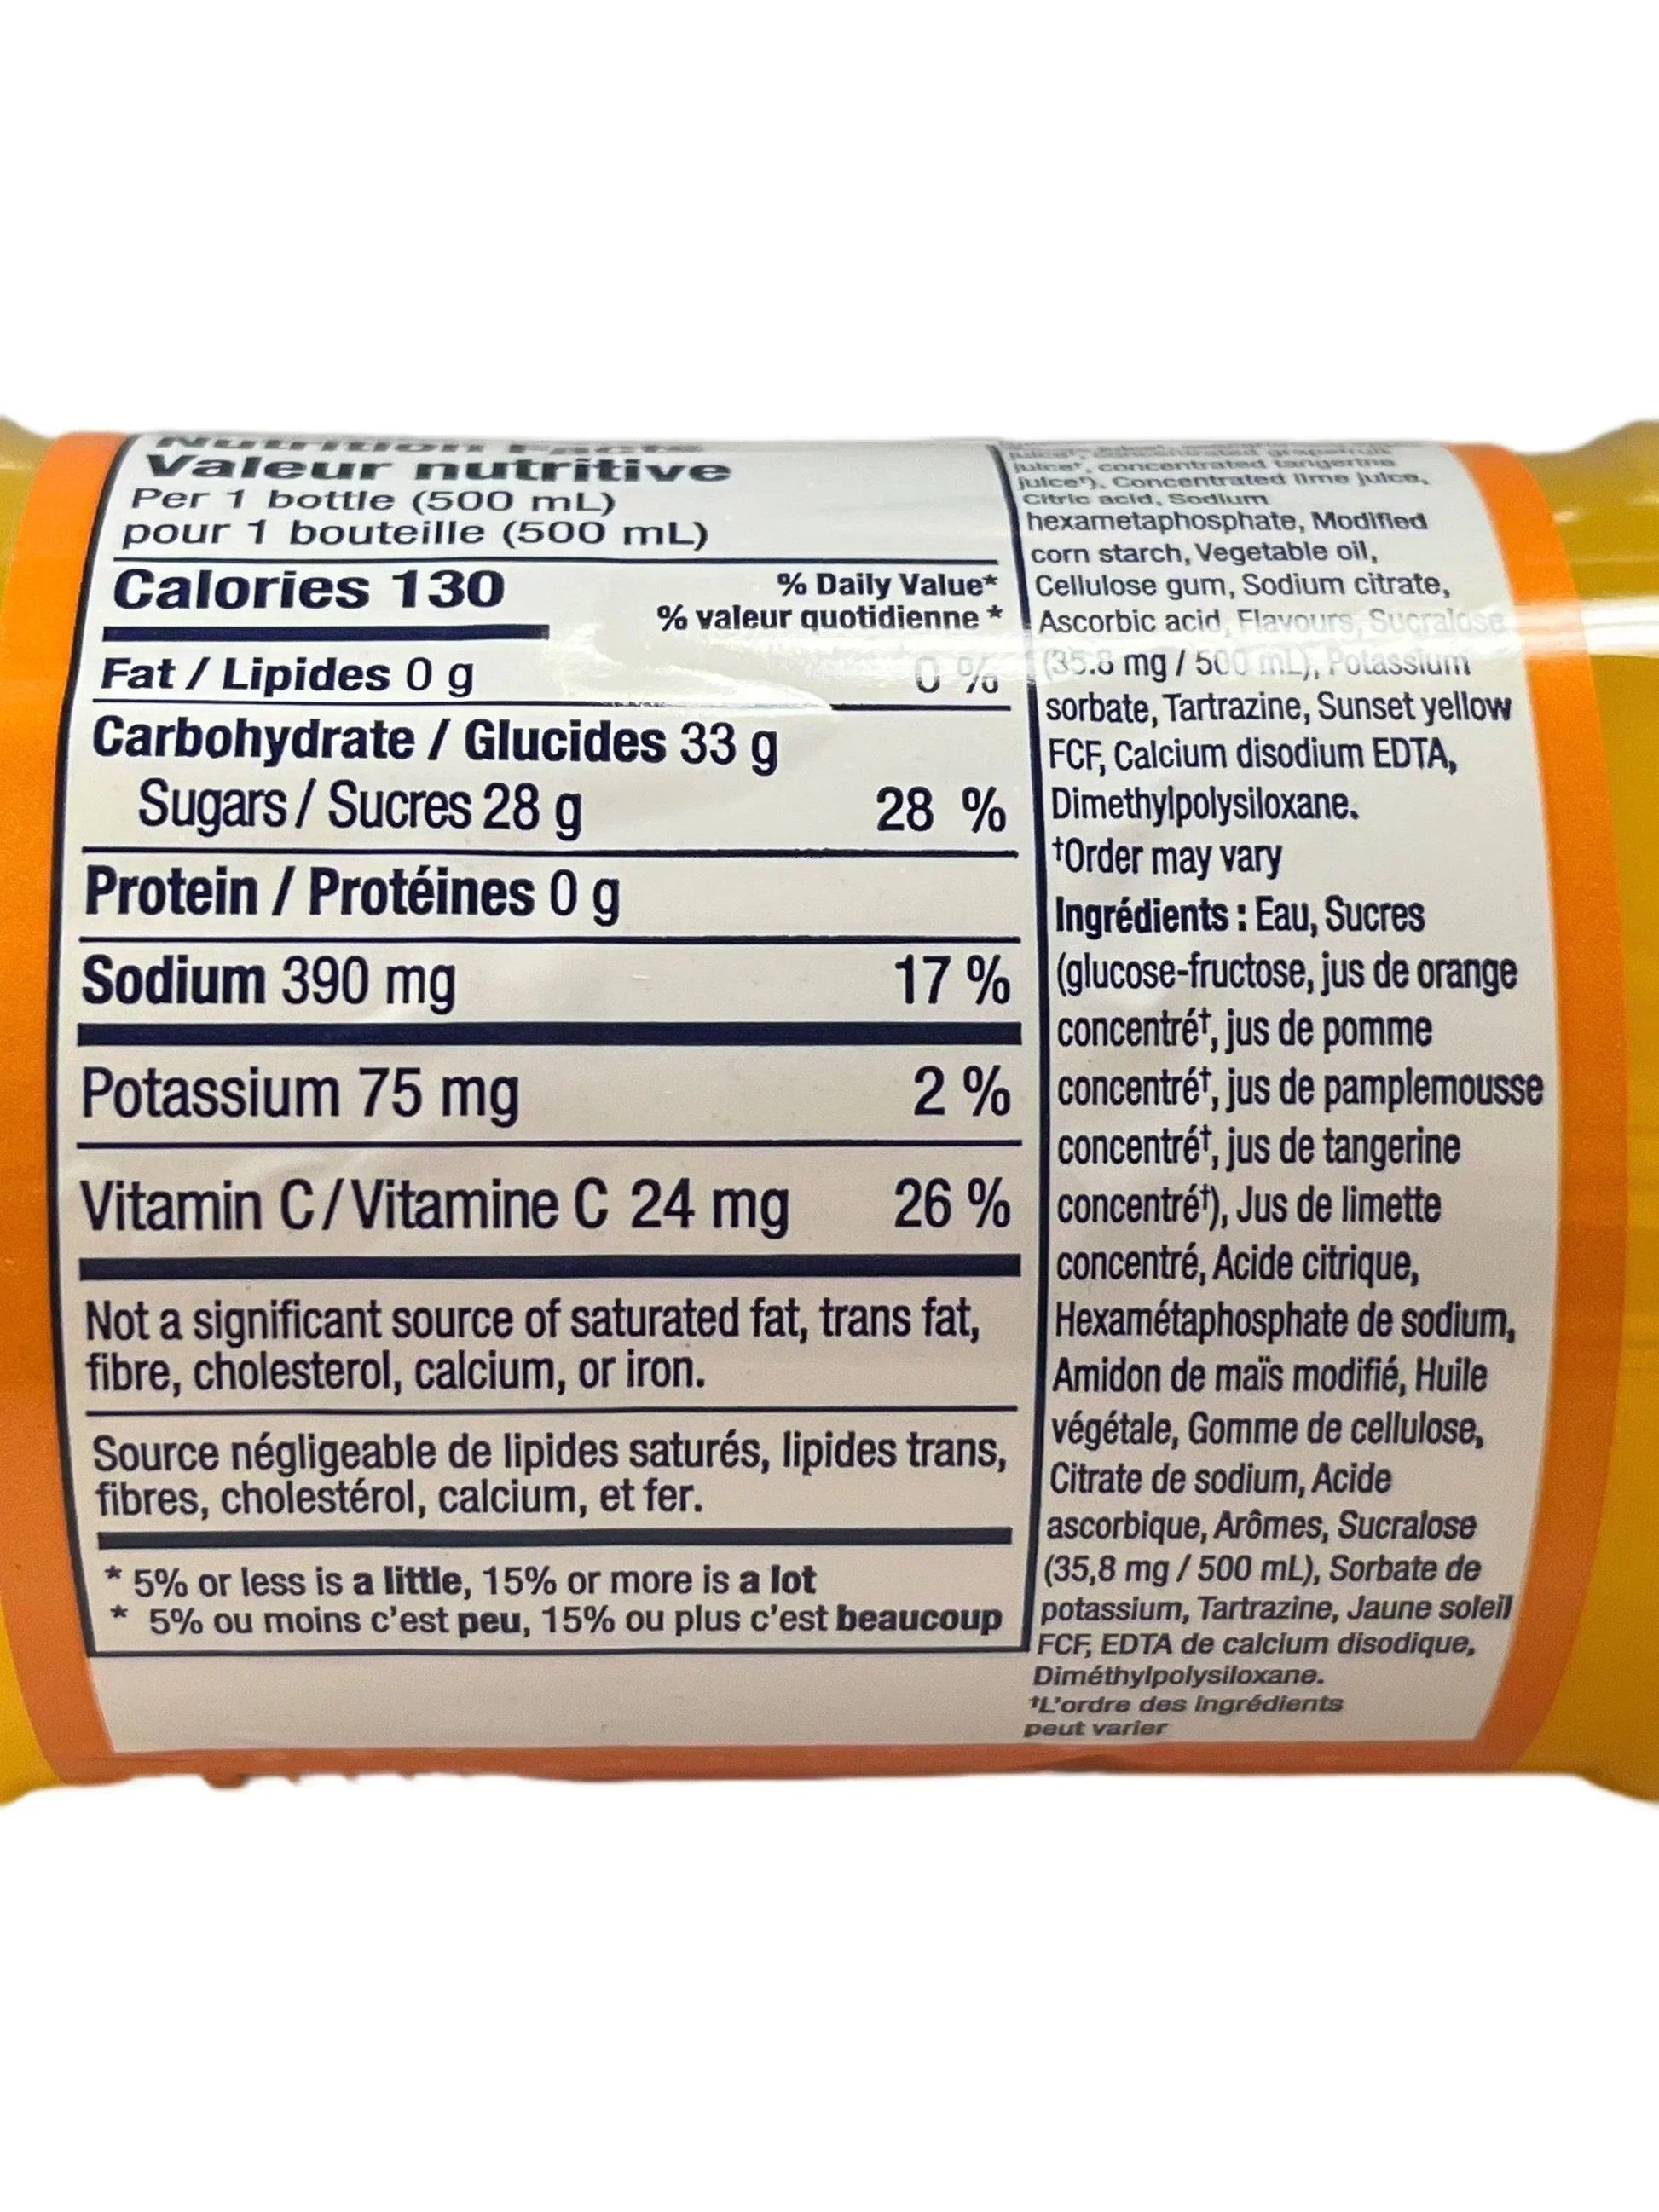 Nutrition Facts
Valeur nutritive
Per 1 bottle (500 mL)
pour 1 bouteille (500 mL)
Calories 130
% Daily Value*
% valeur quotidienne *
Fat / Lipides 0 g 0 %
Carbohydrate / Glucides 33 g
Sugars / Sucres 28 g 28 %
Protein / Protéines 0 g
Sodium 390 mg 17 %
Potassium 75 mg 2 %
Vitamin C / Vitamine C 24 mg 26 %
Not a significant source of saturated fat, trans fat,
fibre, cholesterol, calcium, or iron.
Source négligeable de lipides saturés, lipides trans,
fibres, cholestérol, calcium, et fer.
* 5% or less is a little, 15% or more is a lot
* 5% ou moins c'est peu, 15% ou plus c'est beaucoup
juice†, concentrated grapefruit
juice†, concentrated tangerine
juice†), Concentrated lime juice,
Citric acid, Sodium
hexametaphosphate, Modified
corn starch, Vegetable oil,
Cellulose gum, Sodium citrate,
Ascorbic acid, Flavours, Sucralose
(35.8 mg / 500 mL), Potassium
sorbate, Tartrazine, Sunset yellow
FCF, Calcium disodium EDTA,
Dimethylpolysiloxane.
†Order may vary
Ingrédients : Eau, Sucres
(glucose-fructose, jus de orange
concentré†, jus de pomme
concentré†, jus de pamplemousse
concentré†, jus de tangerine
concentré†), Jus de limette
concentré, Acide citrique,
Hexamétaphosphate de sodium,
Amidon de maïs modifié, Huile
végétale, Gomme de cellulose,
Citrate de sodium, Acide
ascorbique, Arômes, Sucralose
(35,8 mg / 500 mL), Sorbate de
potassium, Tartrazine, Jaune soleil
FCF, EDTA de calcium disodique,
Diméthylpolysiloxane.
†L'ordre des ingrédients
peut varier